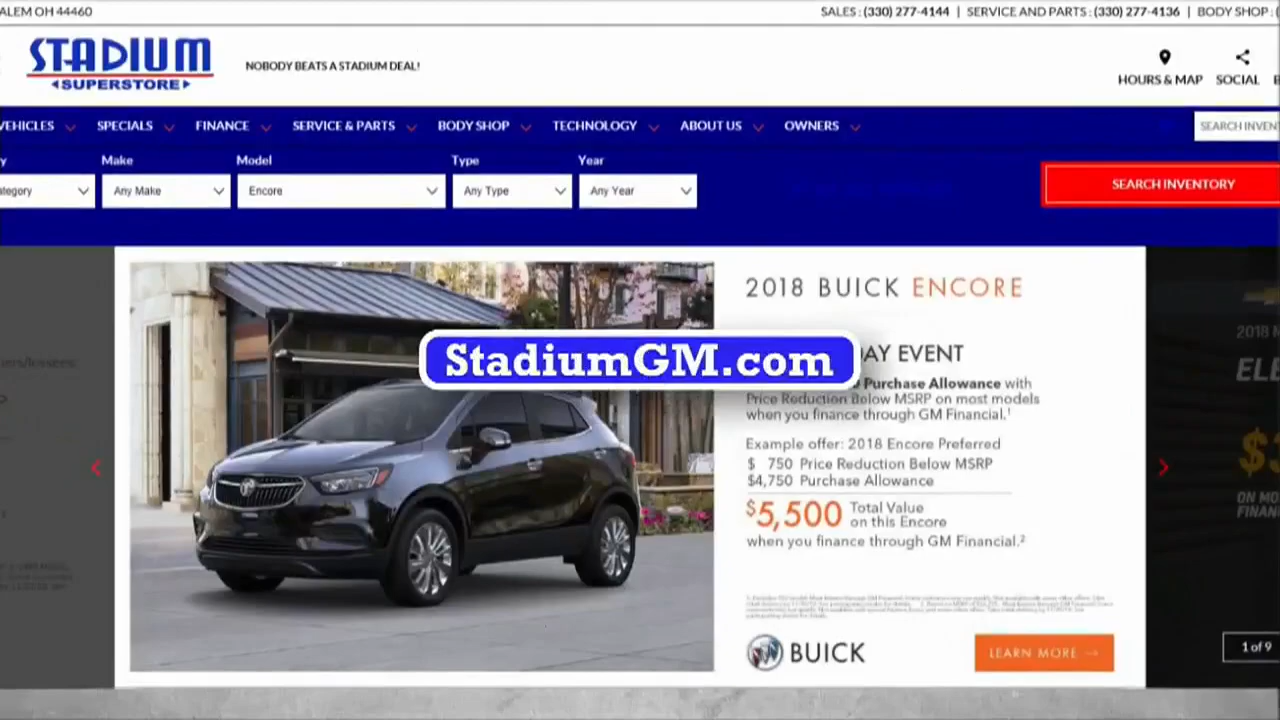 ALEM OH 44460
SALES : (330) 277-4144 | SERVICE AND PARTS : (330) 277-4136 | BODY SHOP : (
STADIUM
SUPERSTORE
NOBODY BEATS A STADIUM DEAL!
HOURS & MAP
SOCIAL
VEHICLES
SPECIALS
FINANCE
SERVICE & PARTS
BODY SHOP
TECHNOLOGY
ABOUT US
OWNERS
SEARCH INVEN
y
Make
Model
Type
Year
ategory
Any Make
Encore
Any Type
Any Year
SEARCH INVENTORY
2018 BUICK ENCORE
StadiumGM.com
DAY EVENT
Purchase Allowance with
Price Reduction Below MSRP on most models
when you finance through GM Financial.¹
Example offer: 2018 Encore Preferred
$ 750 Price Reduction Below MSRP
$4,750 Purchase Allowance
$5,500 Total Value
on this Encore
when you finance through GM Financial.²
BUICK
LEARN MORE →
2018
ELE
$
ON MO
FINAN
1 of 9